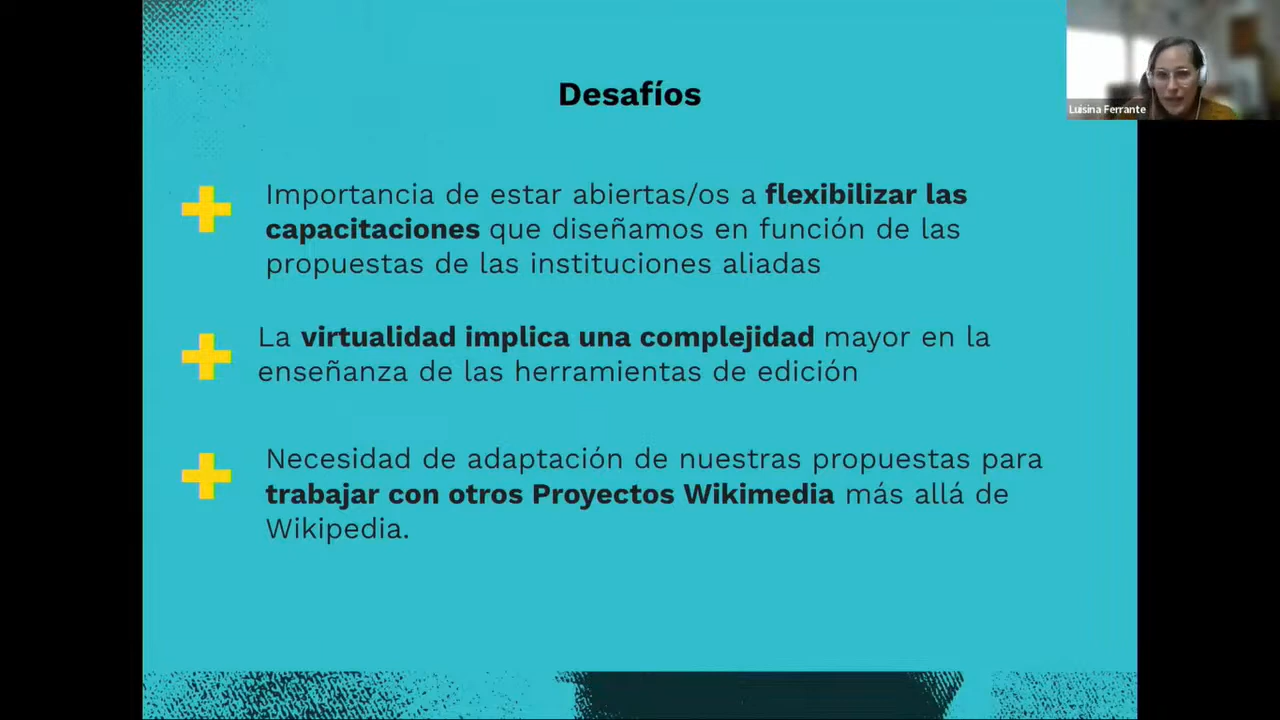 Desafíos
Luisina Ferrante
Importancia de estar abiertas/os a flexibilizar las
capacitaciones que diseñamos en función de las
propuestas de las instituciones aliadas
La virtualidad implica una complejidad mayor en la
enseñanza de las herramientas de edición
Necesidad de adaptación de nuestras propuestas para
trabajar con otros Proyectos Wikimedia más allá de
Wikipedia.